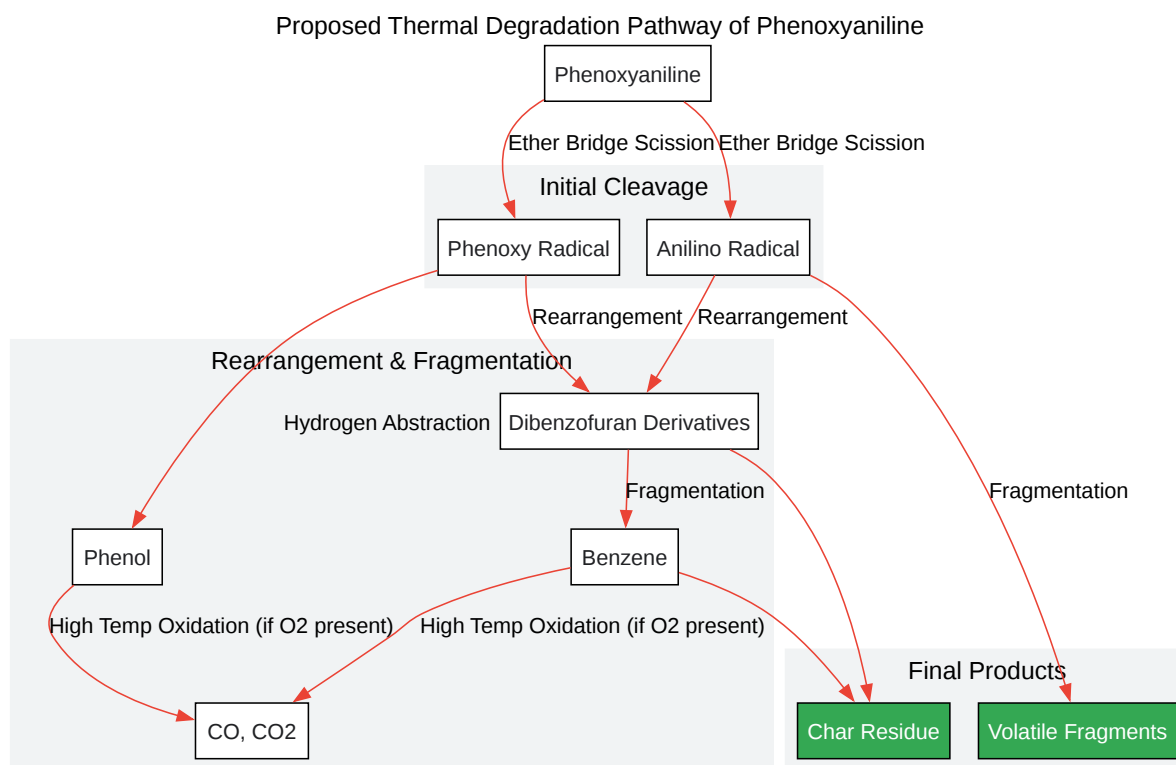 Proposed Thermal Degradation Pathway of Phenoxyaniline
Phenoxyaniline
Ether Bridge Scission
Ether Bridge Scission
Initial Cleavage
Phenoxy Radical
Anilino Radical
Rearrangement
Rearrangement
Rearrangement & Fragmentation
Hydrogen Abstraction
Dibenzofuran Derivatives
Fragmentation
Fragmentation
Phenol
Benzene
High Temp Oxidation (if O2 present)
High Temp Oxidation (if O2 present)
Final Products
CO, CO2
Char Residue
Volatile Fragments